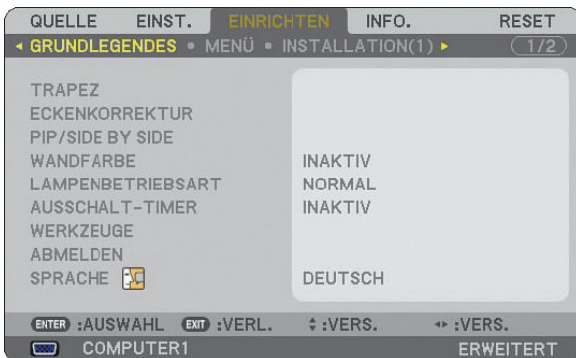 QUELLE EINST. EINRICHTEN INFO. RESET
GRUNDLEGENDES • MENÜ • INSTALLATION(1) 1/2
TRAPEZ
ECKENKORREKTUR
PIP/SIDE BY SIDE
WANDFARBE INAKTIV
LAMPENBETRIEBSART NORMAL
AUSSCHALT-TIMER INAKTIV
WERKZEUGE
ABMELDEN
SPRACHE DEUTSCH
ENTER :AUSWAHL EXIT :VERL. :VERS. :VERS.
COMPUTER1 ERWEITERT